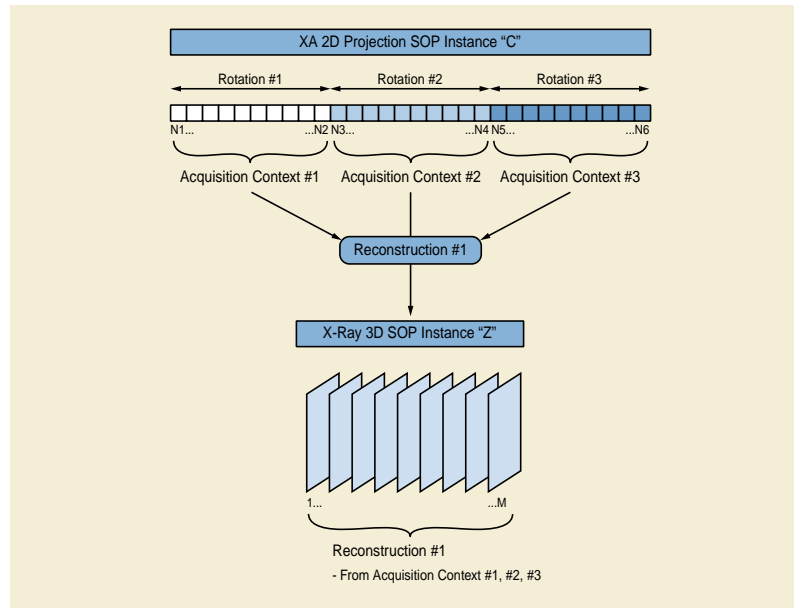 XA 2D Projection SOP Instance “C”
Rotation #1 Rotation #2 Rotation #3
N1... ...N2 N3... ...N4 N5... ...N6
Acquisition Context #1 Acquisition Context #2 Acquisition Context #3
Reconstruction #1
X-Ray 3D SOP Instance “Z”
1... ...M
Reconstruction #1
- From Acquisition Context #1, #2, #3